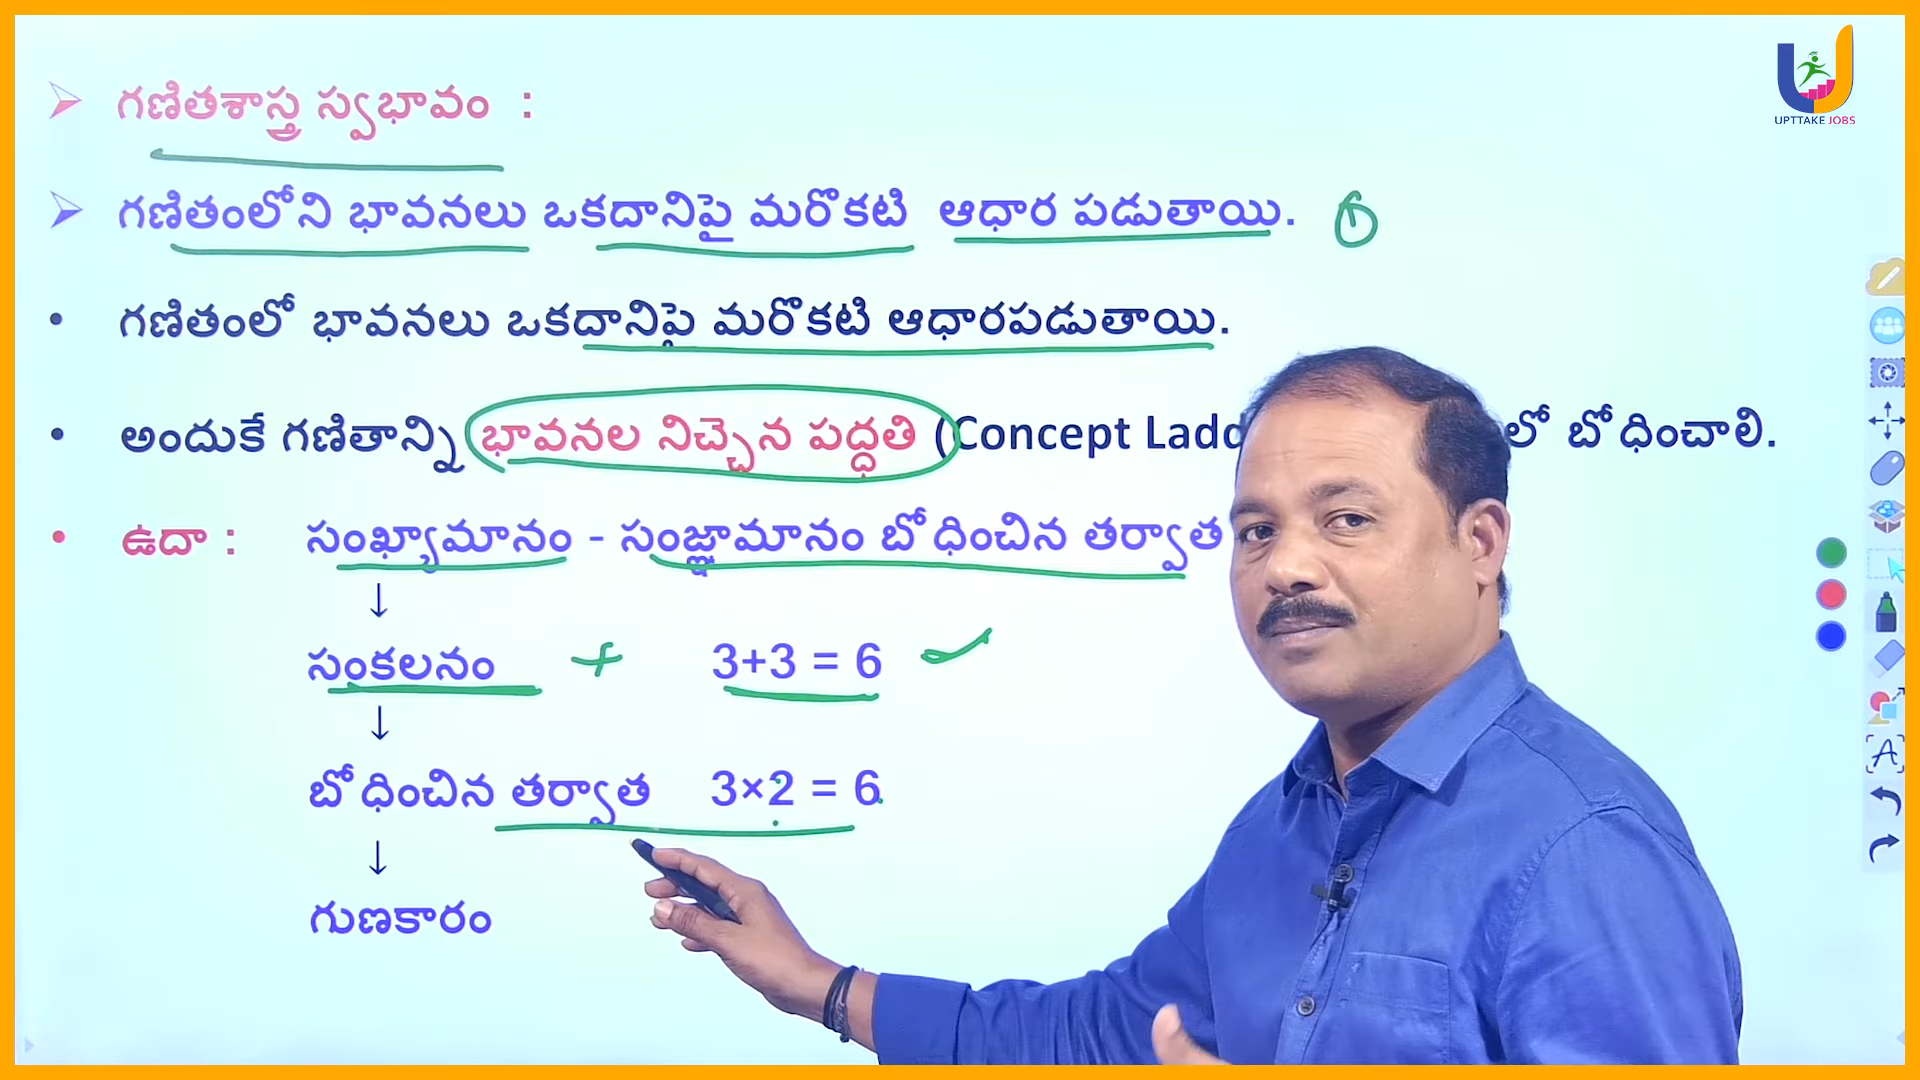 UPTTAKE JOBS
గణితశాస్త్ర స్వభావం :
గణితంలోని భావనలు ఒకదానిపై మరొకటి ఆధార పడుతాయి.
గణితంలో భావనలు ఒకదానిపై మరొకటి ఆధారపడుతాయి.
అందుకే గణితాన్ని భావనల నిచ్చెన పద్ధతి (Concept లో బోధించాలి.
ఉదా : సంఖ్యామానం - సంజ్ఞామానం బోధించిన తర్వాత
↓
సంకలనం + 3+3 = 6
↓
బోధించిన తర్వాత 3×2 = 6
↓
గుణకారం